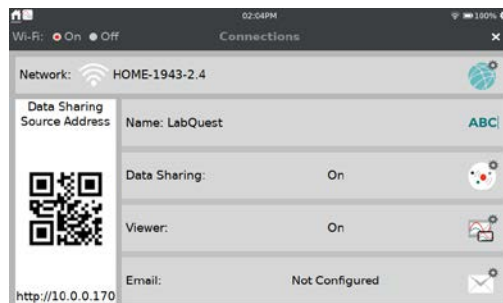 02:04PM 100%
Wi-Fi: On Off Connections ×
Network: HOME-1943-2.4
Data Sharing
Source Address
Name: LabQuest ABC
Data Sharing: On
Viewer: On
Email: Not Configured
http://10.0.0.170